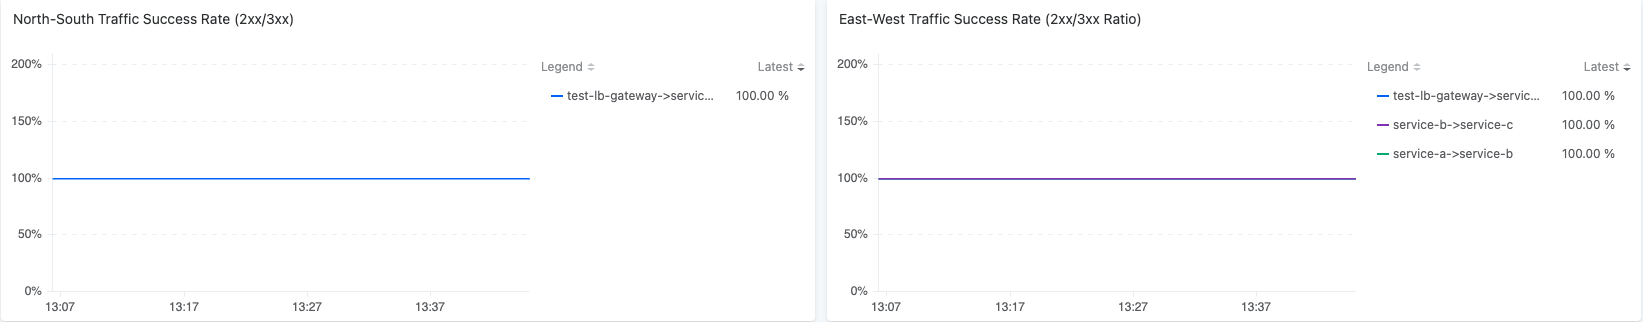 North-South Traffic Success Rate (2xx/3xx)
200%
150%
100%
50%
0%
13:07 13:17 13:27 13:37
Legend Latest
test-lb-gateway->servic... 100.00 %
East-West Traffic Success Rate (2xx/3xx Ratio)
200%
150%
100%
50%
0%
13:07 13:17 13:27 13:37
Legend Latest
test-lb-gateway->servic... 100.00 %
service-b->service-c 100.00 %
service-a->service-b 100.00 %